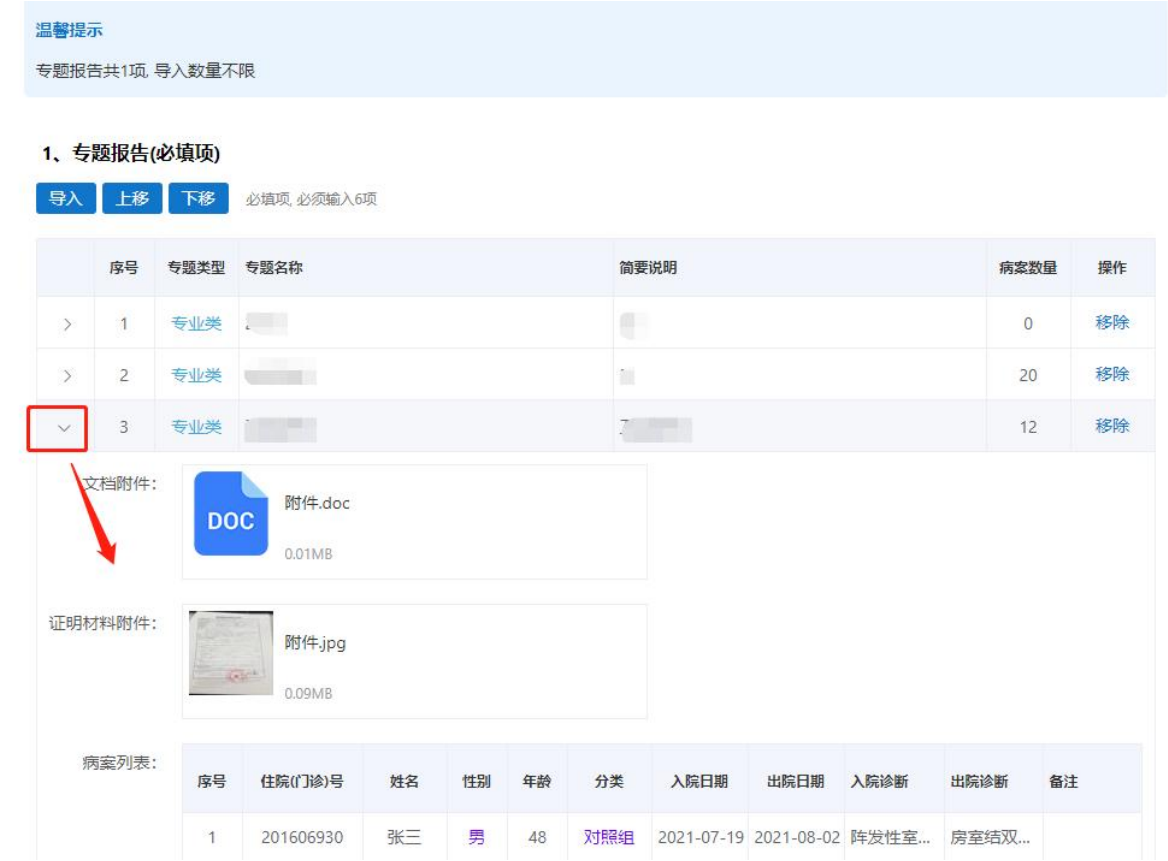 温馨提示
专题报告共1项, 导入数量不限
1、专题报告(必填项)
导入 上移 下移 必填项, 必须输入6项
序号 专题类型 专题名称 简要说明 病案数量 操作
1 专业类 0 移除
2 专业类 20 移除
3 专业类 12 移除
文档附件:
DOC
附件.doc
0.01MB
证明材料附件:
附件.jpg
0.09MB
病案列表:
序号 住院(门诊)号 姓名 性别 年龄 分类 入院日期 出院日期 入院诊断 出院诊断 备注
1 201606930 张三 男 48 对照组 2021-07-19 2021-08-02 阵发性室... 房室结双...